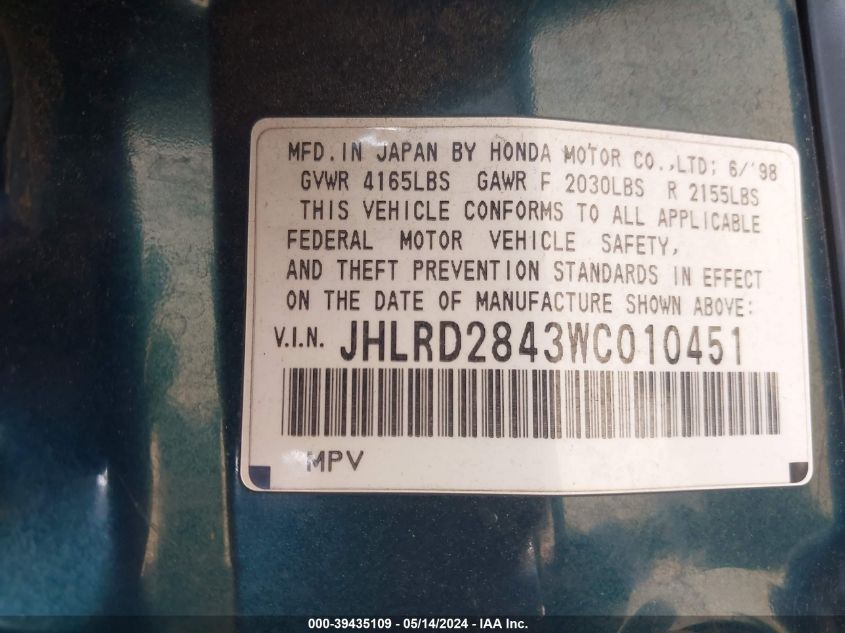 MFD. IN JAPAN BY HONDA MOTOR CO.,LTD; 6/'98
GVWR 4165LBS GAWR F 2030LBS R 2155LBS
THIS VEHICLE CONFORMS TO ALL APPLICABLE
FEDERAL MOTOR VEHICLE SAFETY,
AND THEFT PREVENTION STANDARDS IN EFFECT
ON THE DATE OF MANUFACTURE SHOWN ABOVE:
V.I.N. JHLRD2843WC010451
MPV
000-39435109 - 05/14/2024 - IAA Inc.